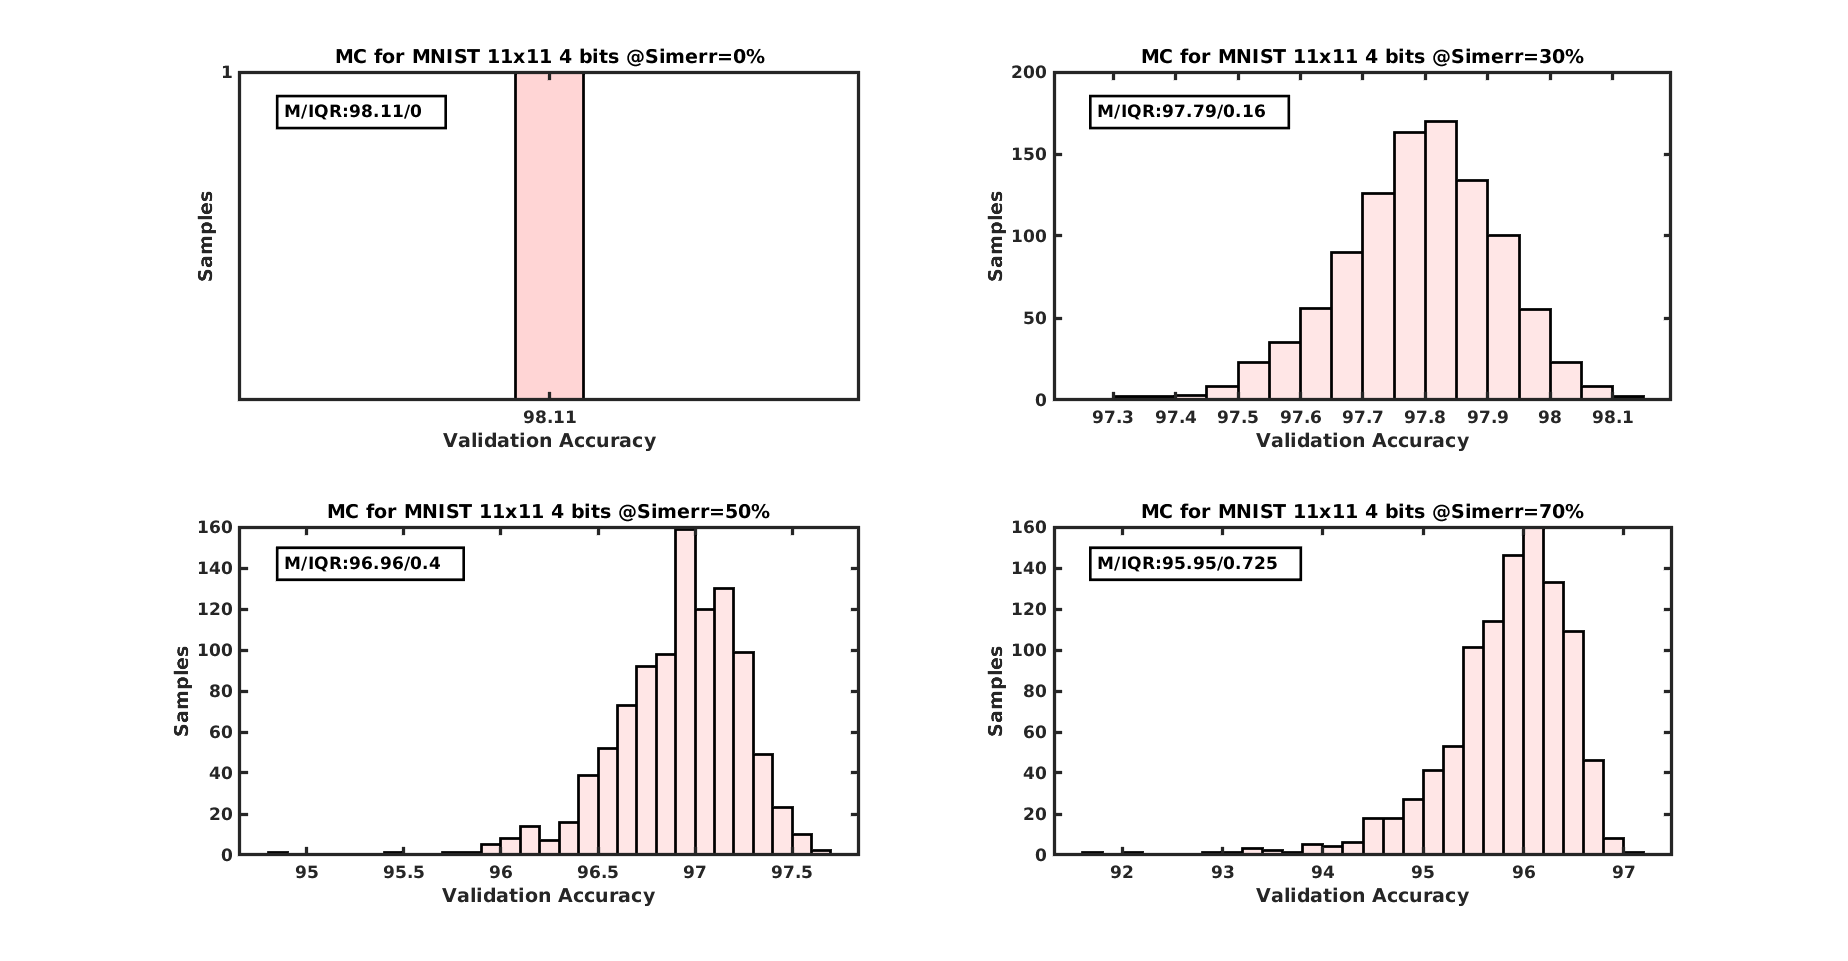 MC for MNIST 11x11 4 bits @Simerr=0%
1
M/IQR:98.11/0
Samples
98.11
Validation Accuracy
MC for MNIST 11x11 4 bits @Simerr=30%
200
M/IQR:97.79/0.16
150
Samples
100
50
0
97.3 97.4 97.5 97.6 97.7 97.8 97.9 98 98.1
Validation Accuracy
MC for MNIST 11x11 4 bits @Simerr=50%
160
M/IQR:96.96/0.4
140
120
100
Samples
80
60
40
20
0
95 95.5 96 96.5 97 97.5
Validation Accuracy
MC for MNIST 11x11 4 bits @Simerr=70%
160
M/IQR:95.95/0.725
140
120
100
Samples
80
60
40
20
0
92 93 94 95 96 97
Validation Accuracy